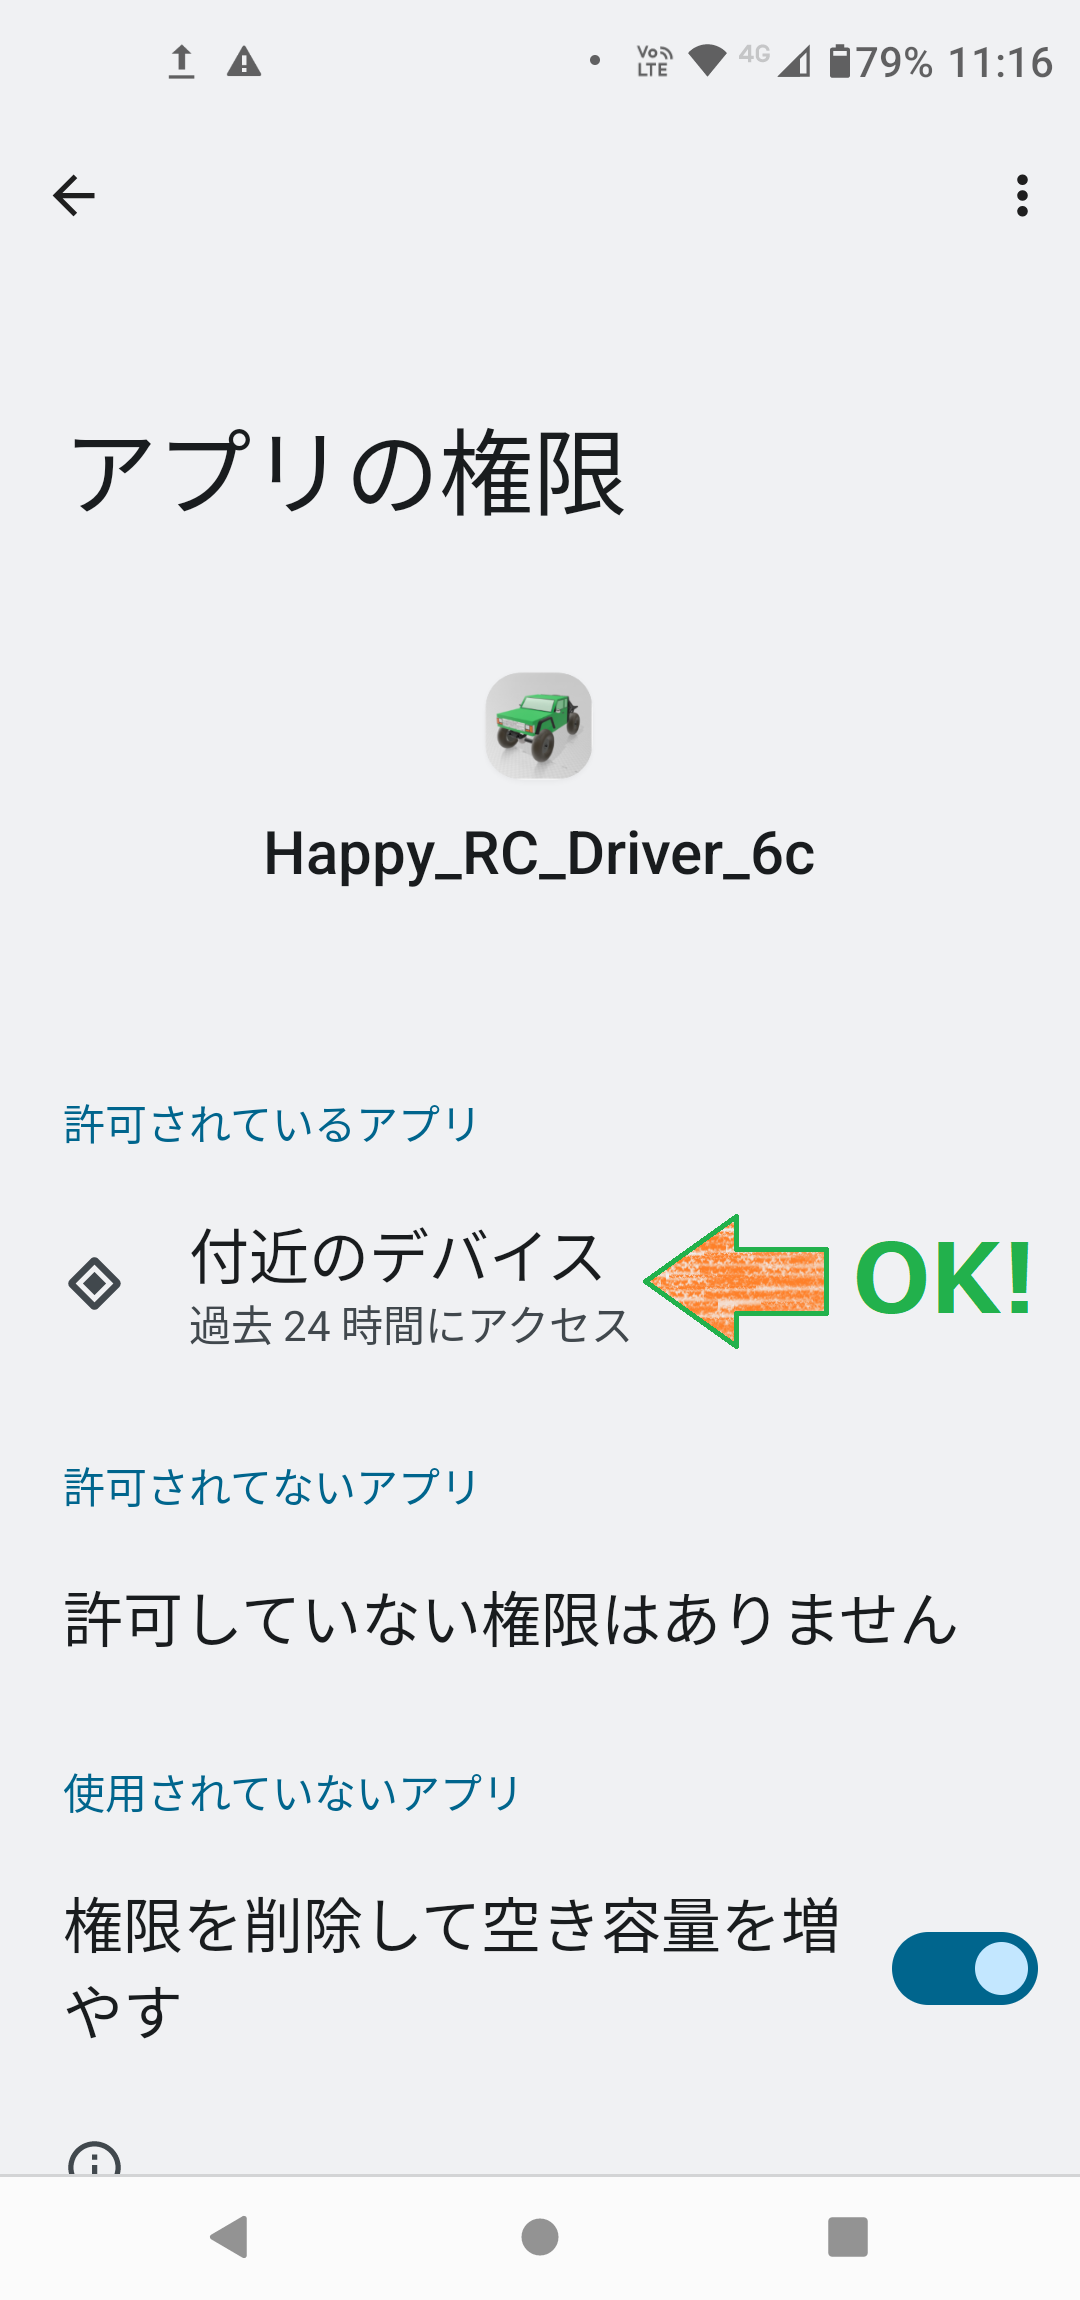 Vo LTE 4G 79% 11:16
アプリの権限
Happy_RC_Driver_6c
許可されているアプリ
付近のデバイス
過去 24 時間にアクセス
OK!
許可されてないアプリ
許可していない権限はありません
使用されていないアプリ
権限を削除して空き容量を増
やす